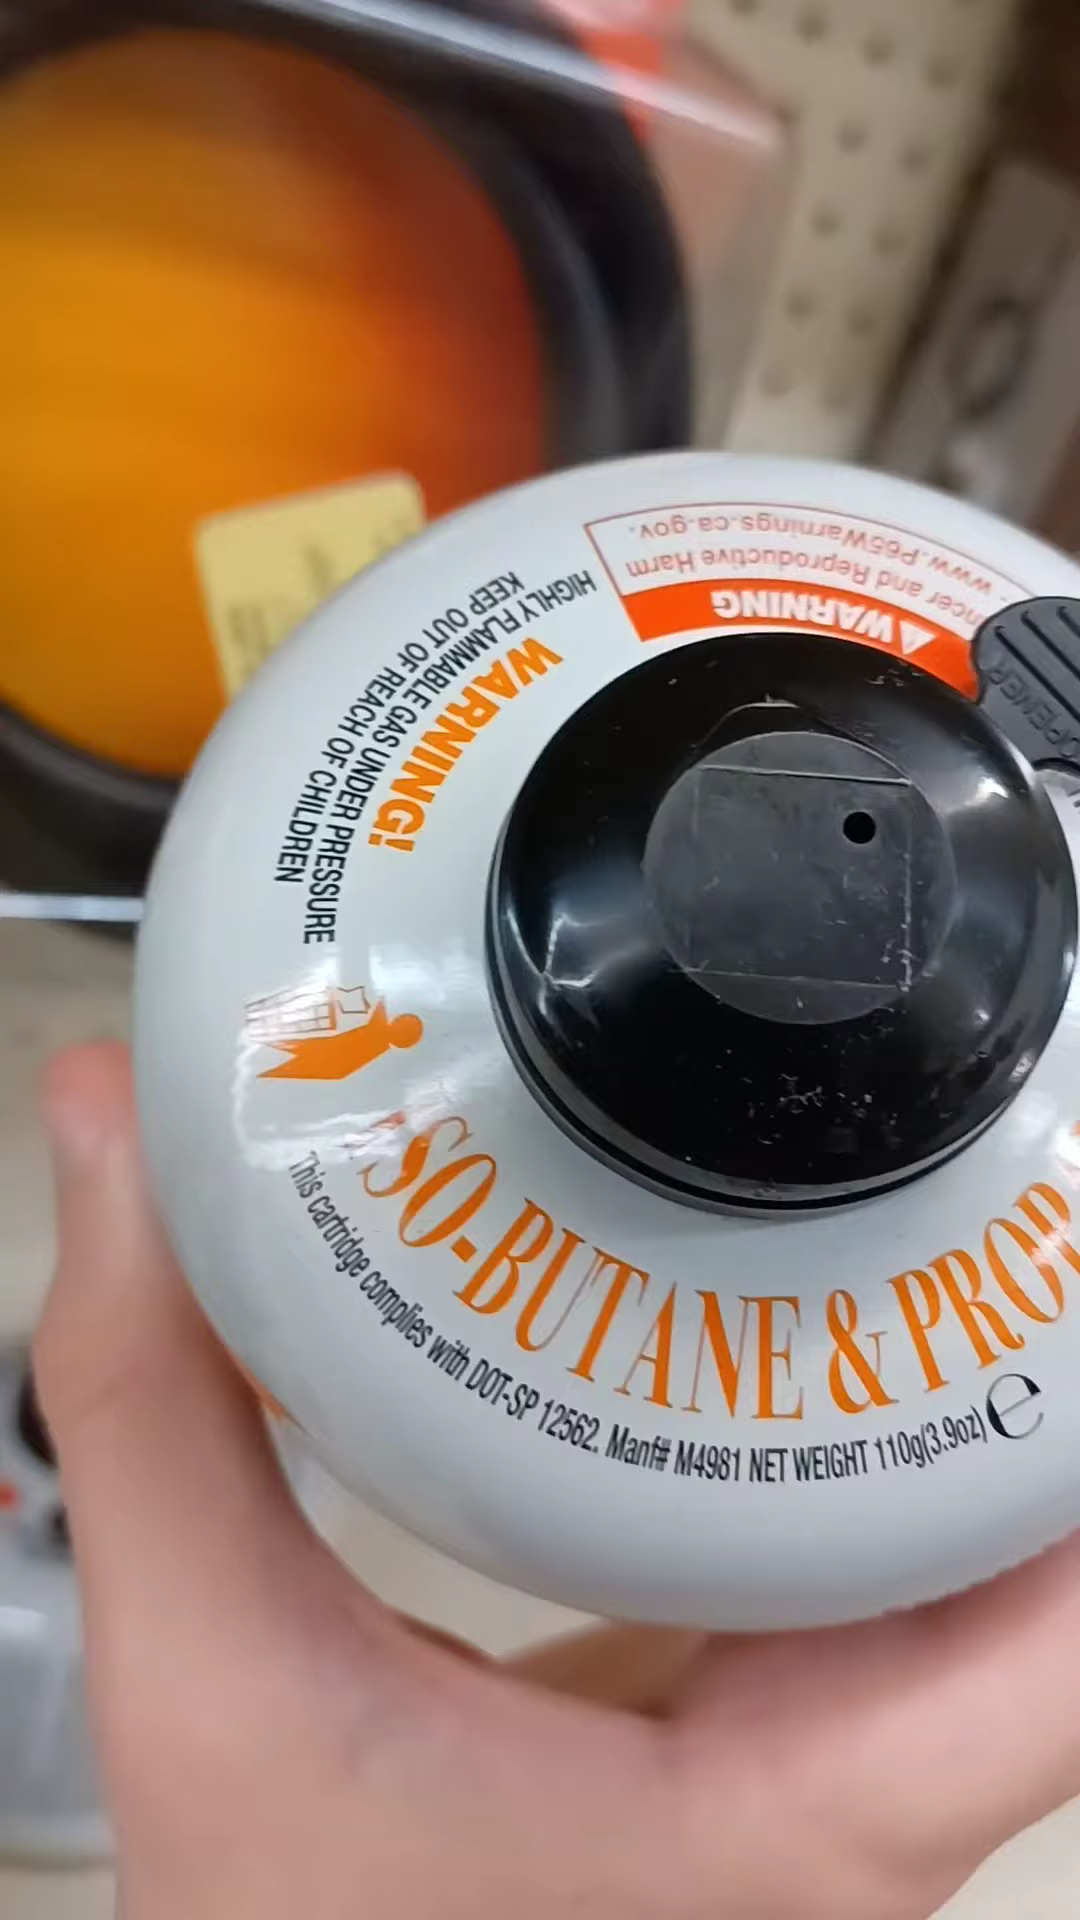 ncer and Reproductive Harm
www.P65Warnings.ca.gov.
WARNING
WARNING!
HIGHLY FLAMMABLE GAS UNDER PRESSURE
KEEP OUT OF REACH OF CHILDREN
SO-BUTANE & PROP
This cartridge complies with DOT-SP 12562. Manf# M4981 NET WEIGHT 110g(3.9oz) e